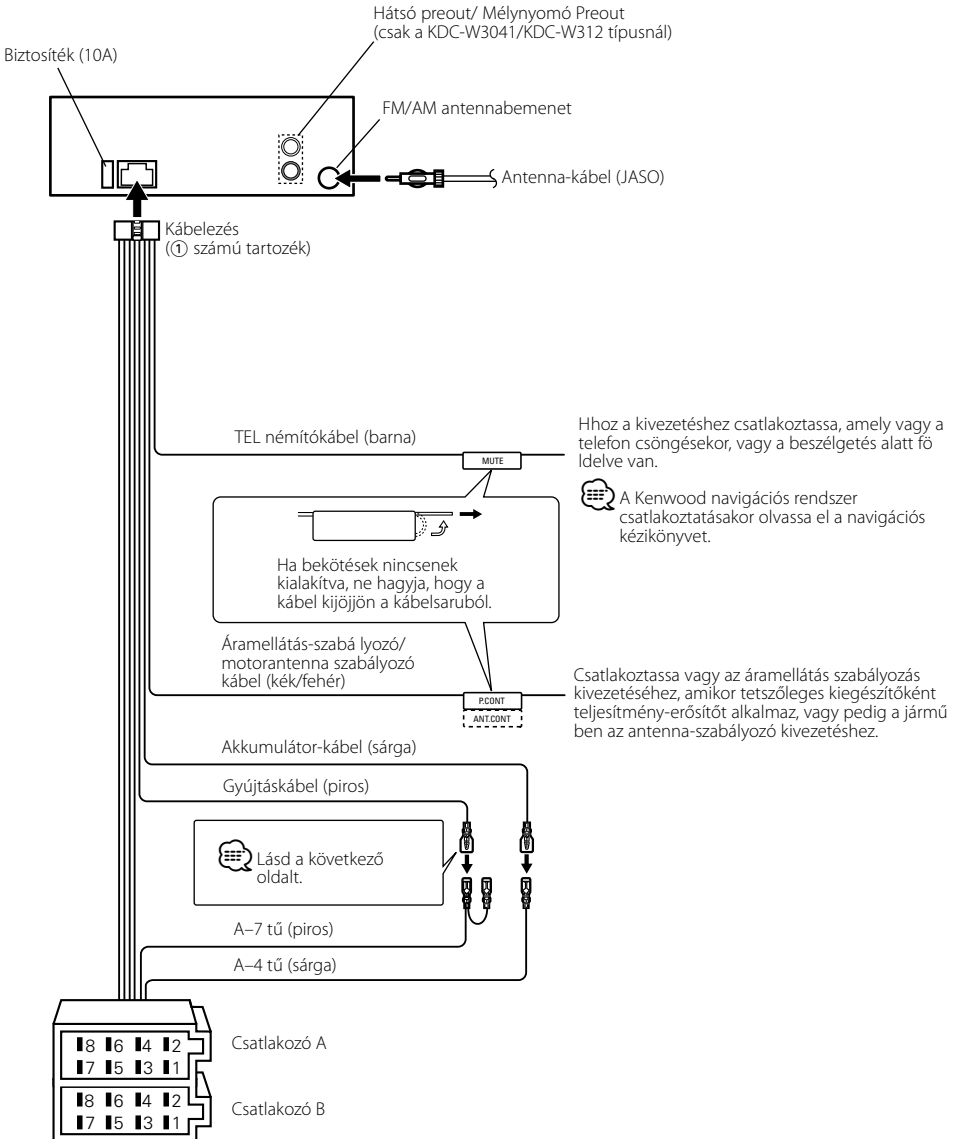 Hátsó preout/ Mélynyomó Preout
(csak a KDC-W3041/KDC-W312 típusnál)
Biztosíték (10A)
FM/AM antennabemenet
Antenna-kábel (JASO)
Kábelezés
(① számú tartozék)
TEL némítókábel (barna)
MUTE
Hhoz a kivezetéshez csatlakoztassa, amely vagy a
telefon csöngésekor, vagy a beszélgetés alatt fö
ldelve van.
A Kenwood navigációs rendszer
csatlakoztatásakor olvassa el a navigációs
kézikönyvet.
Ha bekötések nincsenek
kialakítva, ne hagyja, hogy a
kábel kijöjjön a kábelsaruból.
Áramellátás-szabá lyozó/
motorantenna szabályozó
kábel (kék/fehér)
P.CONT
ANT.CONT
Csatlakoztassa vagy az áramellátás szabályozás
kivezetéséhez, amikor tetszőleges kiegészítőként
teljesítmény-erősítőt alkalmaz, vagy pedig a jármű
ben az antenna-szabályozó kivezetéshez.
Akkumulátor-kábel (sárga)
Gyújtáskábel (piros)
Lásd a következő
oldalt.
A–7 tű (piros)
A–4 tű (sárga)
8 6 4 2
7 5 3 1
Csatlakozó A
8 6 4 2
7 5 3 1
Csatlakozó B